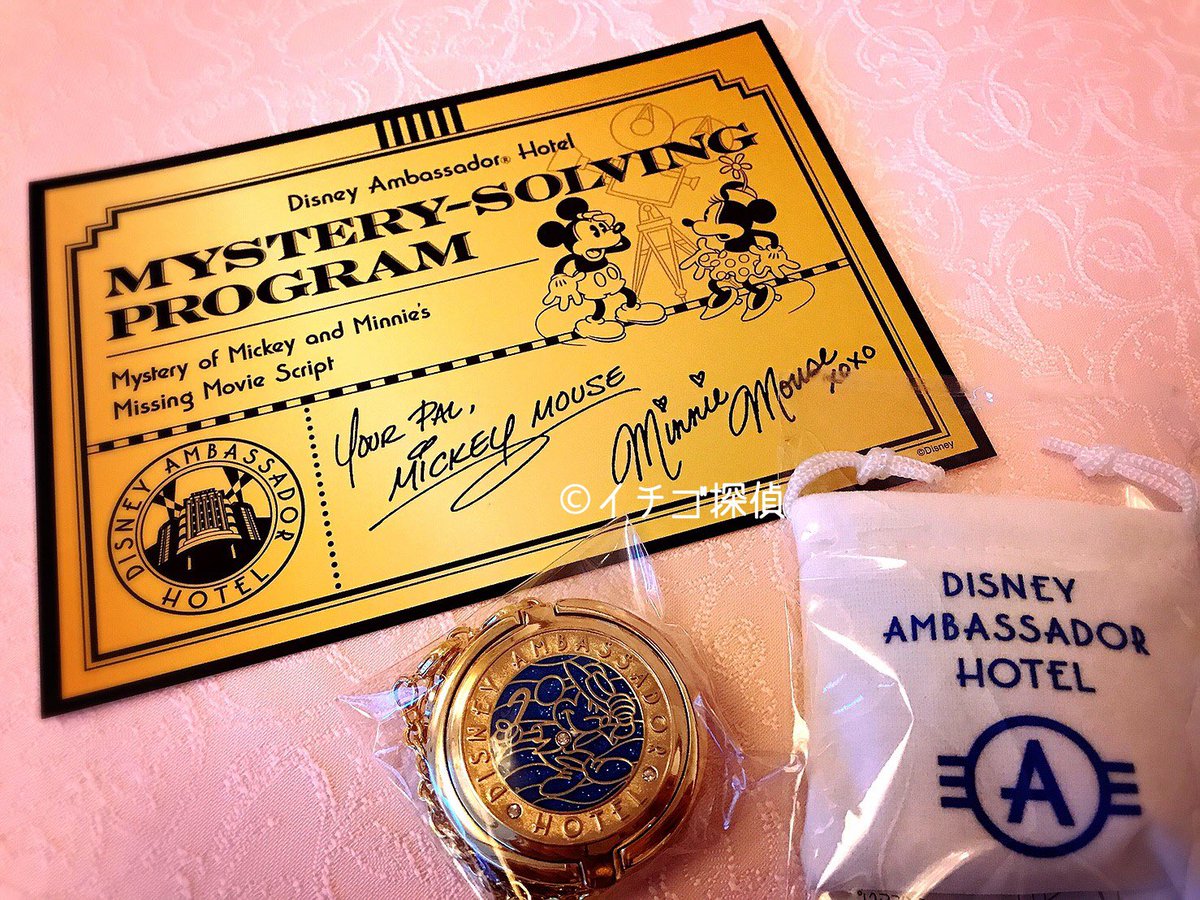 Disney Ambassador® Hotel
MYSTERY-SOLVING
PROGRAM
Mystery of Mickey and Minnie's
Missing Movie Script
YOUR PAL,
MICKEY MOUSE
Minnie Mouse
xoxo
©Disney
DISNEY AMBASSADOR
HOTEL
©イチゴ探偵
DISNEY AMBASSADOR
HOTEL
DISNEY
AMBASSADOR
HOTEL
A